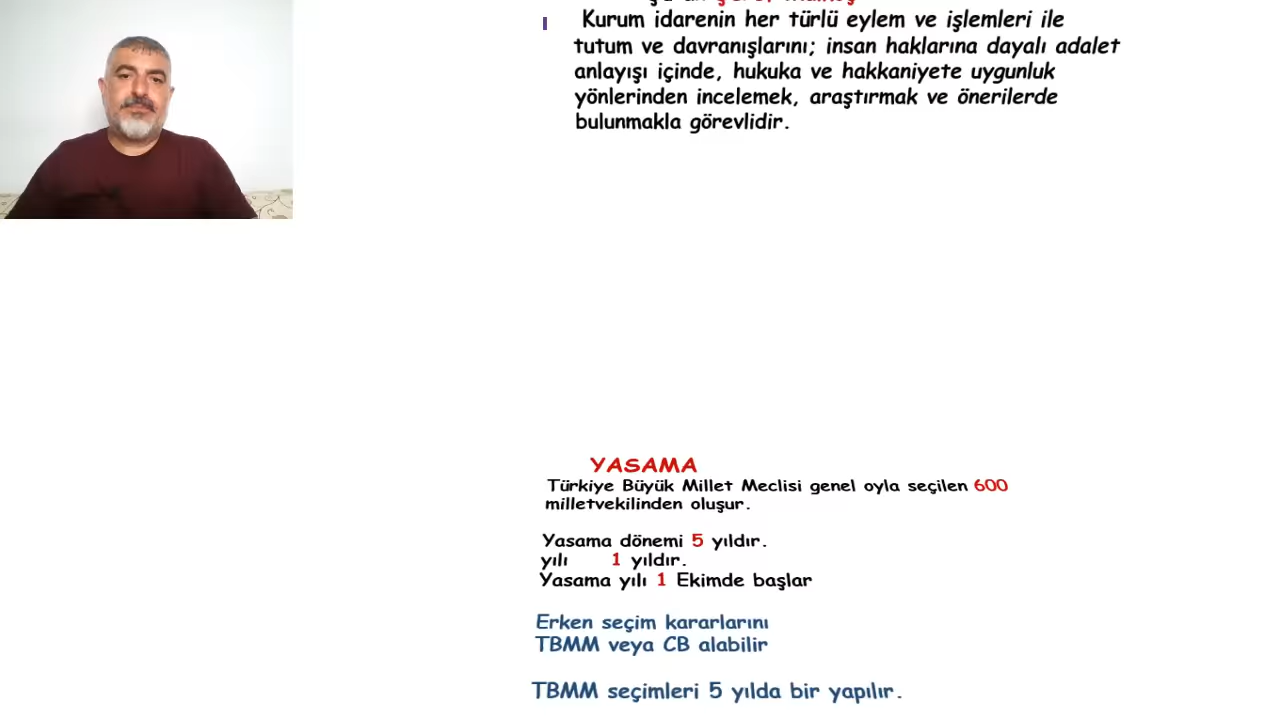 Kurum idarenin her türlü eylem ve işlemleri ile
tutum ve davranışlarını; insan haklarına dayalı adalet
anlayışı içinde, hukuka ve hakkaniyete uygunluk
yönlerinden incelemek, araştırmak ve önerilerde
bulunmakla görevlidir.
YASAMA
Türkiye Büyük Millet Meclisi genel oyla seçilen 600
milletvekilinden oluşur.
Yasama dönemi 5 yıldır.
yılı 1 yıldır.
Yasama yılı 1 Ekimde başlar
Erken seçim kararlarını
TBMM veya CB alabilir
TBMM seçimleri 5 yılda bir yapılır.